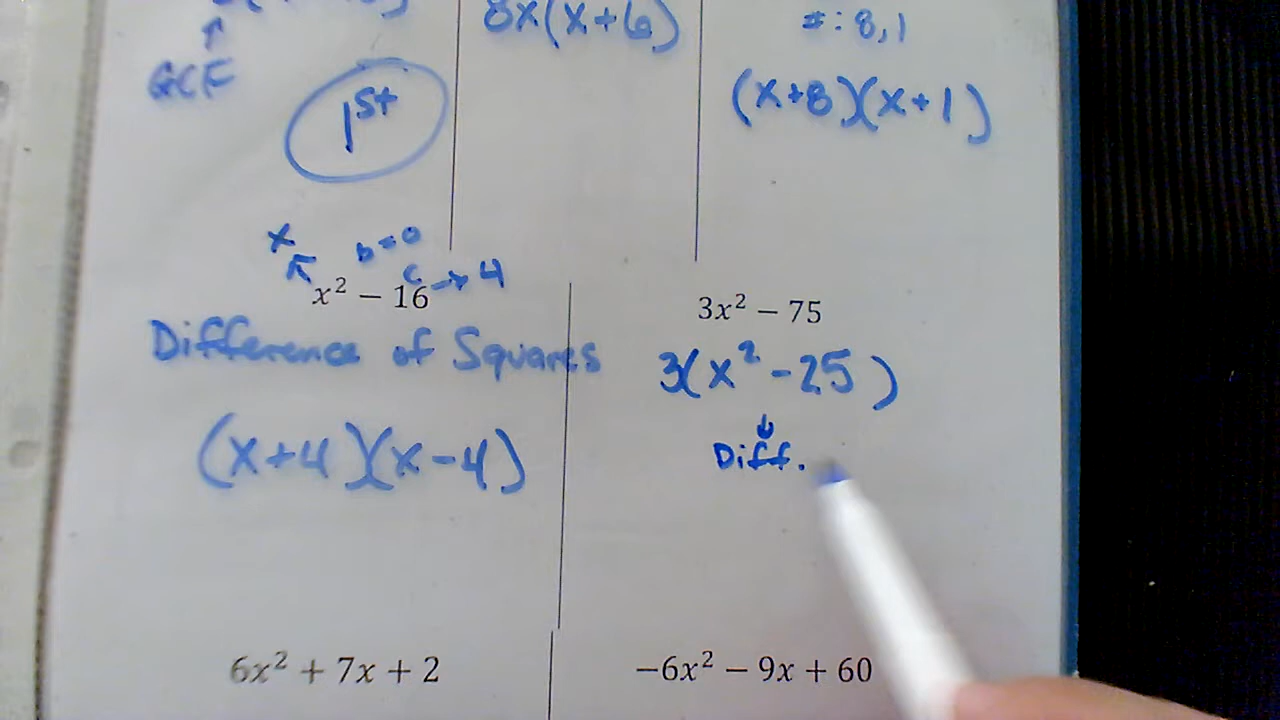 GCF
1st
8x(x+6)
#: 8,1
(x+8)(x+1)
x
b=0
c → 4
x² − 16
Difference of Squares
(x+4)(x−4)
3x² − 75
3(x² − 25)
Diff.
6x² + 7x + 2
−6x² − 9x + 60